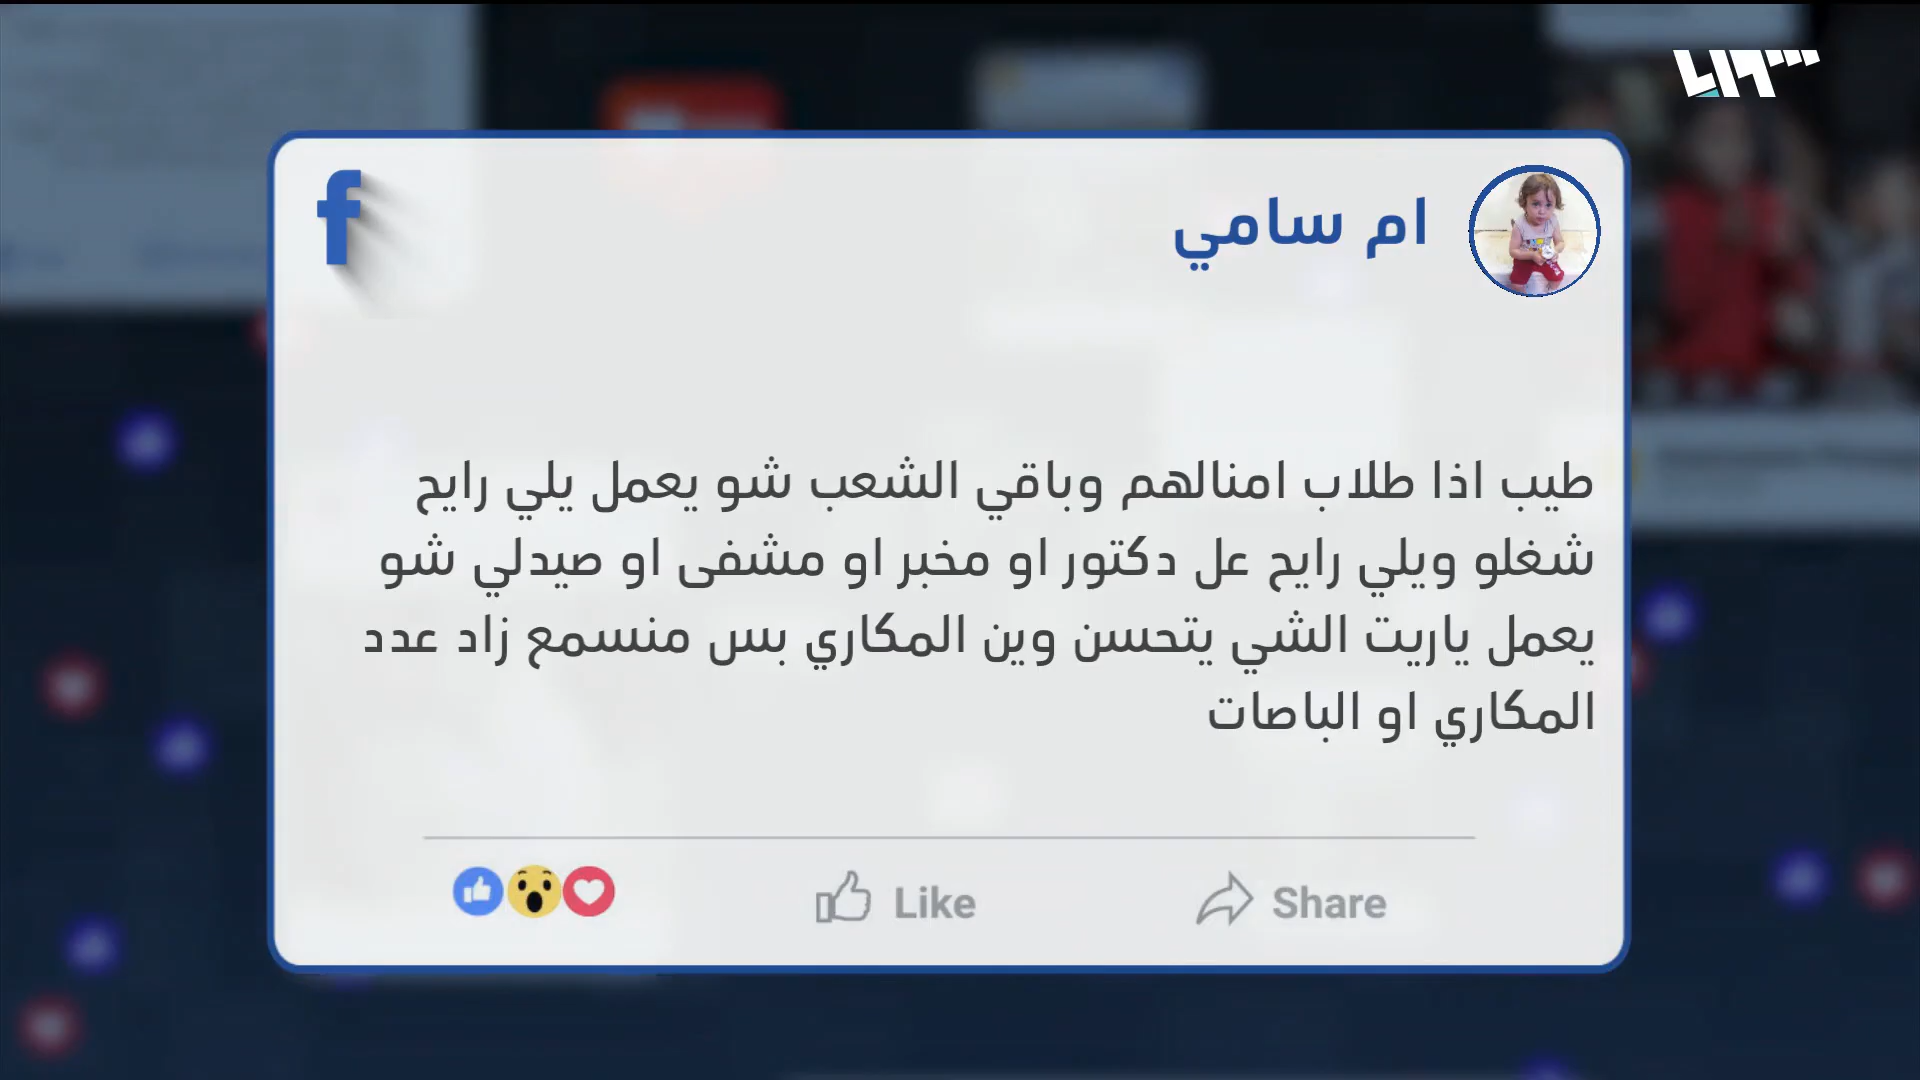 ام سامي
طيب اذا طلاب امنالهم وباقي الشعب شو يعمل يلي رايح
شغلو ويلي رايح عل دكتور او مخبر او مشفى او صيدلي شو
يعمل ياريت الشي يتحسن وين المكاري بس منسمع زاد عدد
المكاري او الباصات
Like
Share